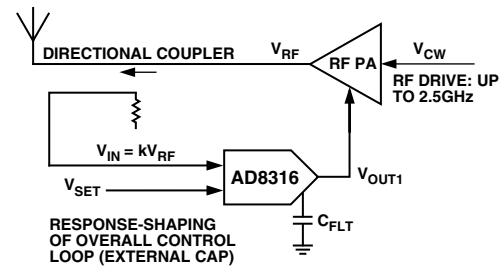 DIRECTIONAL COUPLER
VRF
RF PA
VCW
RF DRIVE: UP
TO 2.5GHz
VIN = kVRF
VSET
AD8316
VOUT1
CFLT
RESPONSE-SHAPING
OF OVERALL CONTROL
LOOP (EXTERNAL CAP)